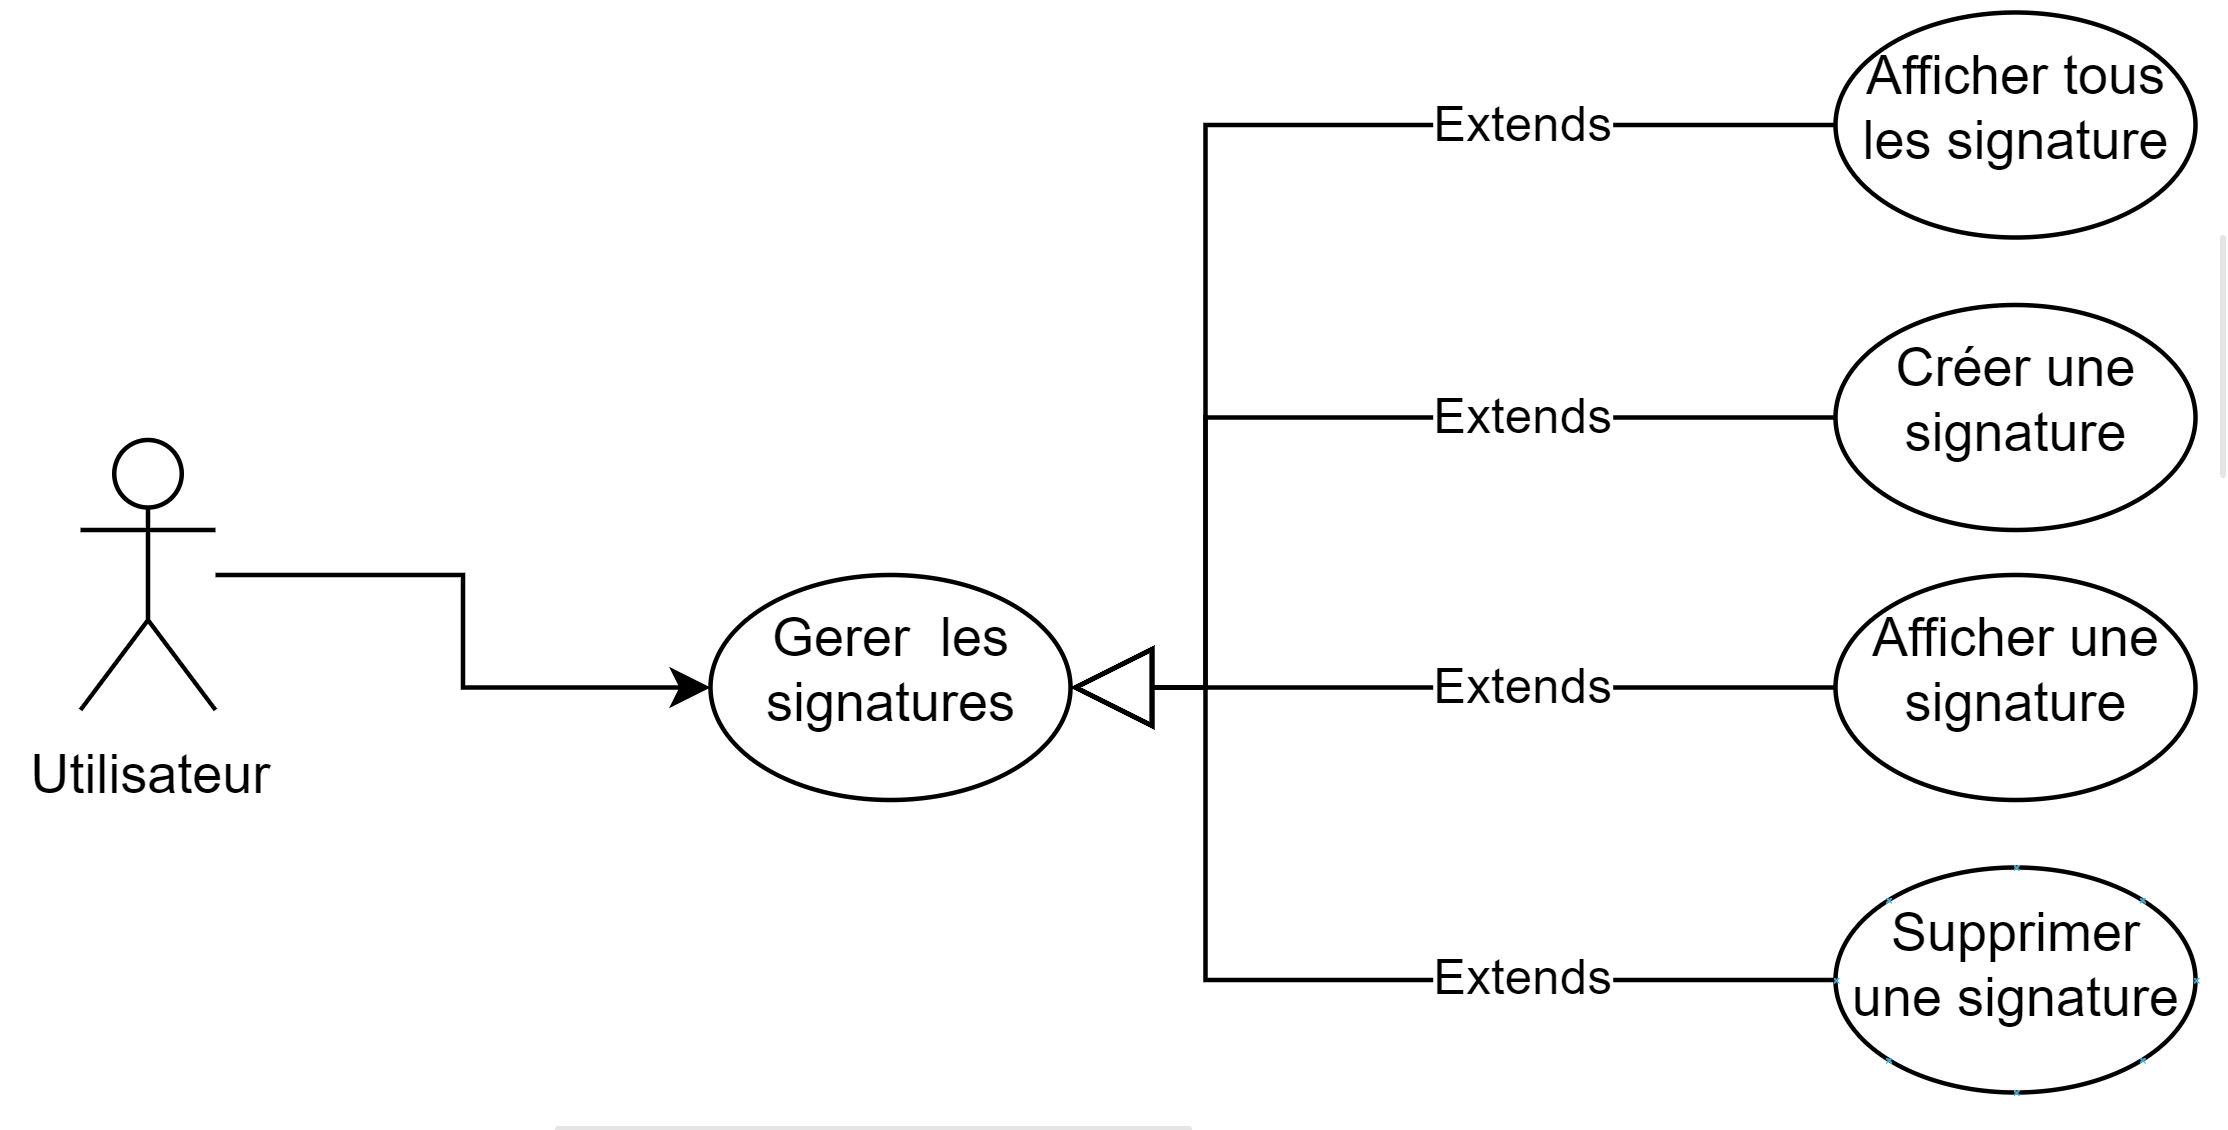 Afficher tous
les signature
Extends
Créer une
signature
Extends
Utilisateur
Gerer  les
signatures
Extends
Afficher une
signature
Extends
Supprimer
une signature